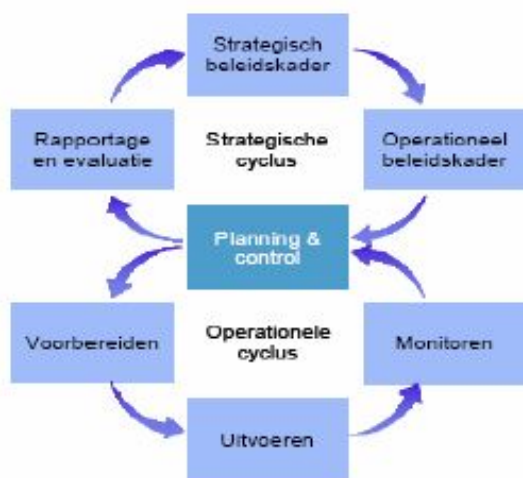 Strategisch
beleidskader
Rapportage
en evaluatie
Strategische
cyclus
Operationeel
beleidskader
Planning &
control
Voorbereiden
Operationele
cyclus
Monitoren
Uitvoeren